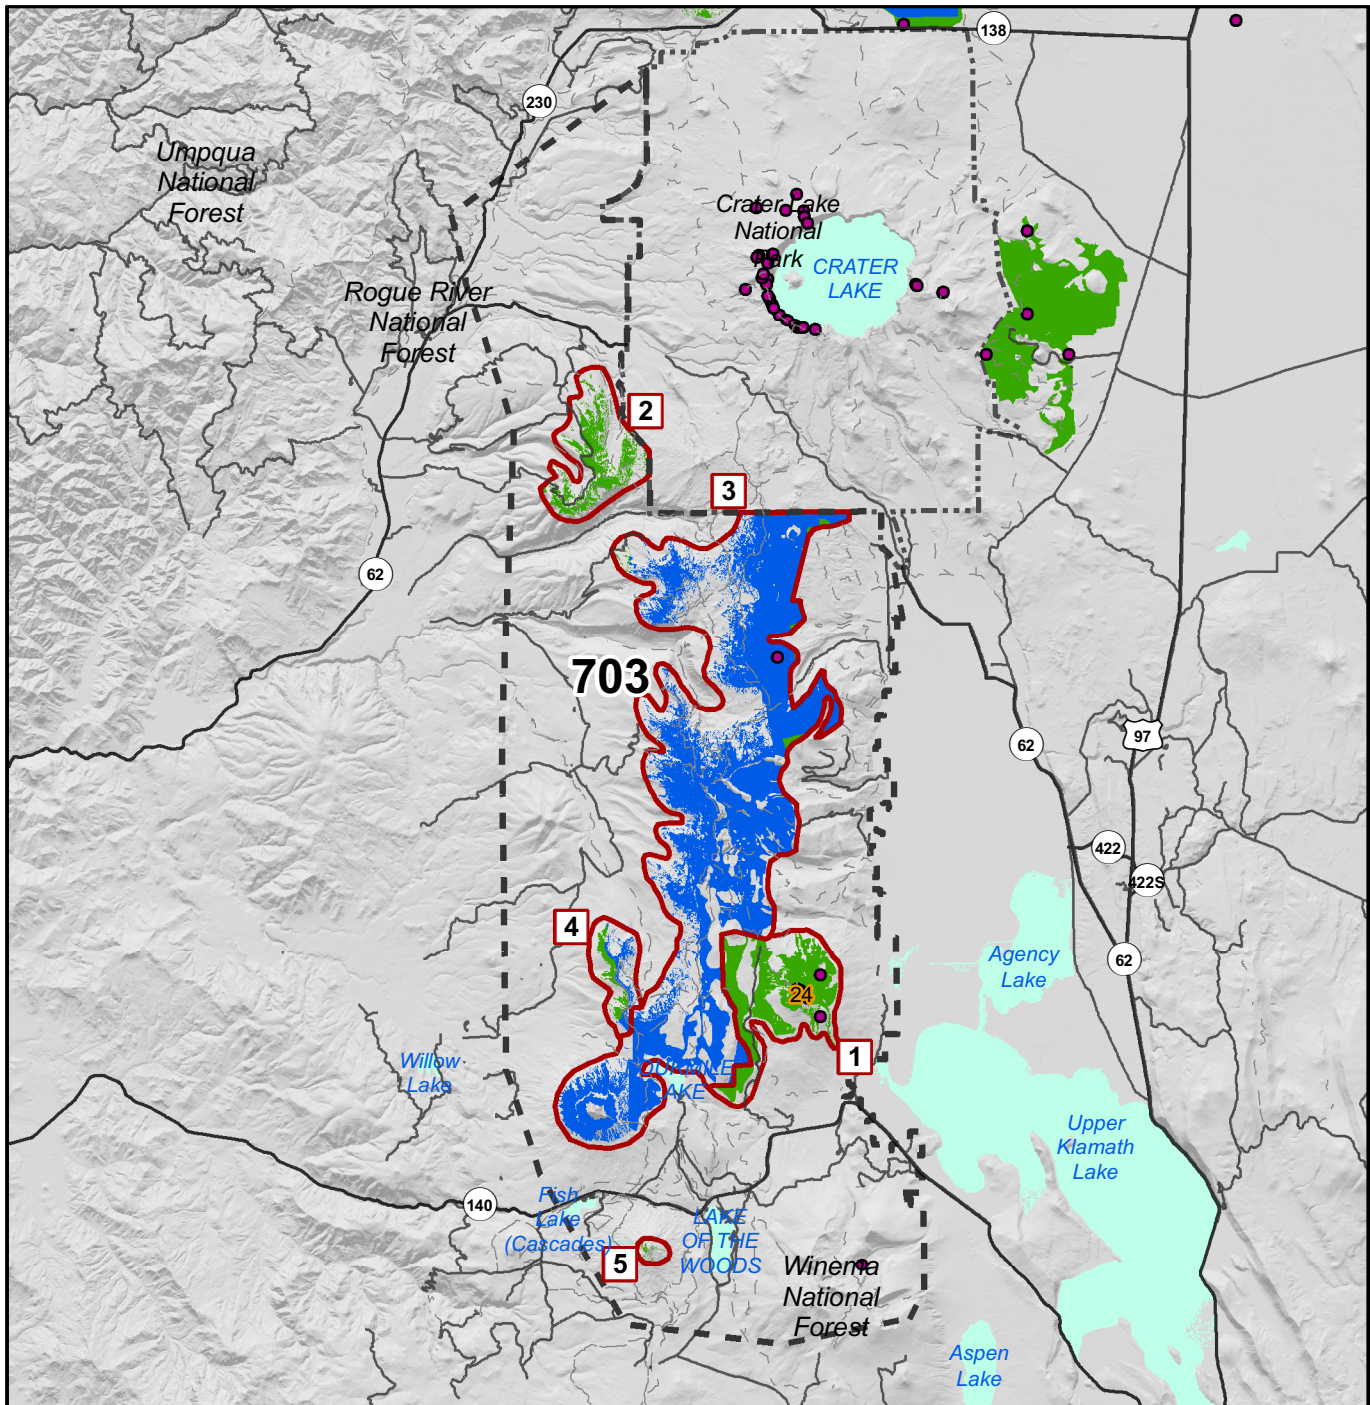 138
230
Umpqua
National
Forest
Crater Lake
National
Park
CRATER
LAKE
Rogue River
National
Forest
2
3
62
703
97
62
422
422S
4
62
Agency
Lake
24
1
Willow
Lake
FOURMILE
LAKE
Upper
Klamath
Lake
140
Fish
Lake
(Cascades)
LAKE
OF THE
WOODS
5
Winema
National
Forest
Aspen
Lake